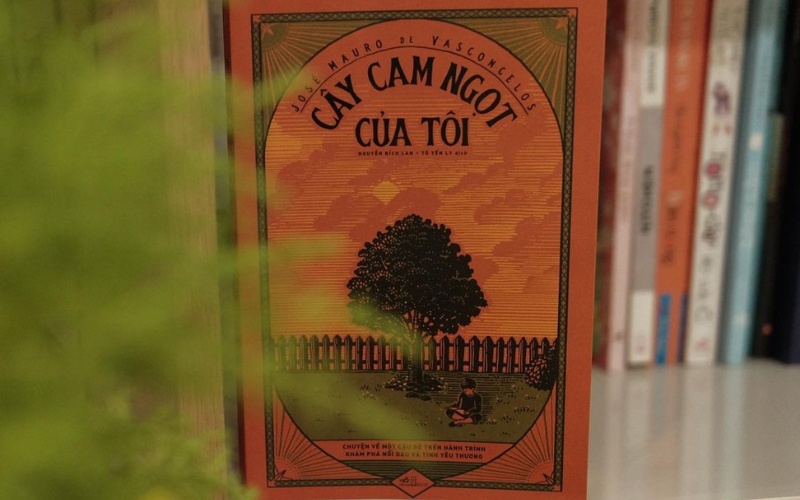 JOSÉ MAURO DE VASCONCELOS
CÂY CAM NGỌT
CỦA TÔI
NGUYỄN BÍCH LAN - TÔ YẾN LY dịch
CHUYỆN VỀ MỘT CẬU BÉ TRÊN HÀNH TRÌNH
KHÁM PHÁ NỖI ĐAU VÀ TÌNH YÊU THƯƠNG